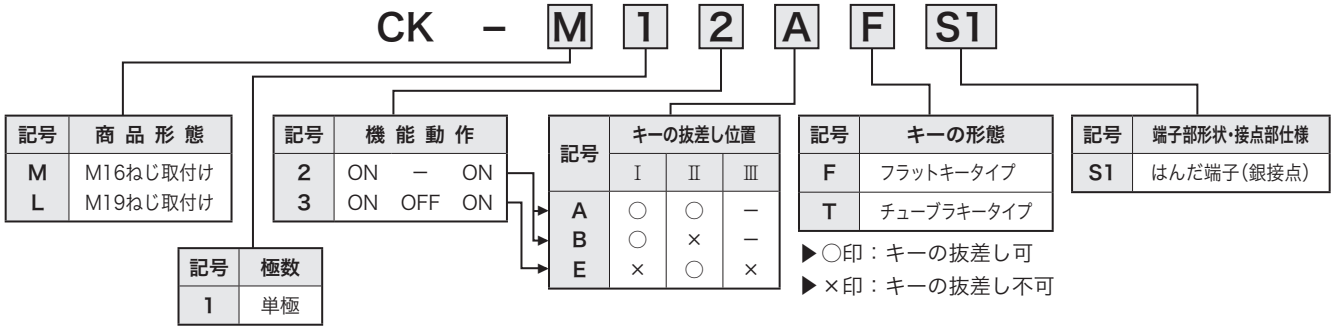 CK － M 1 2 A F S1
記号 商品形態
M M16ねじ取付け
L M19ねじ取付け
記号 極数
1 単極
記号 機能動作
2 ON － ON
3 ON OFF ON
記号 キーの抜差し位置
Ⅰ Ⅱ Ⅲ
A ○ ○ －
B ○ × －
E × ○ ×
記号 キーの形態
F フラットキータイプ
T チューブラキータイプ
▶○印：キーの抜差し可
▶×印：キーの抜差し不可
記号 端子部形状・接点部仕様
S1 はんだ端子（銀接点）